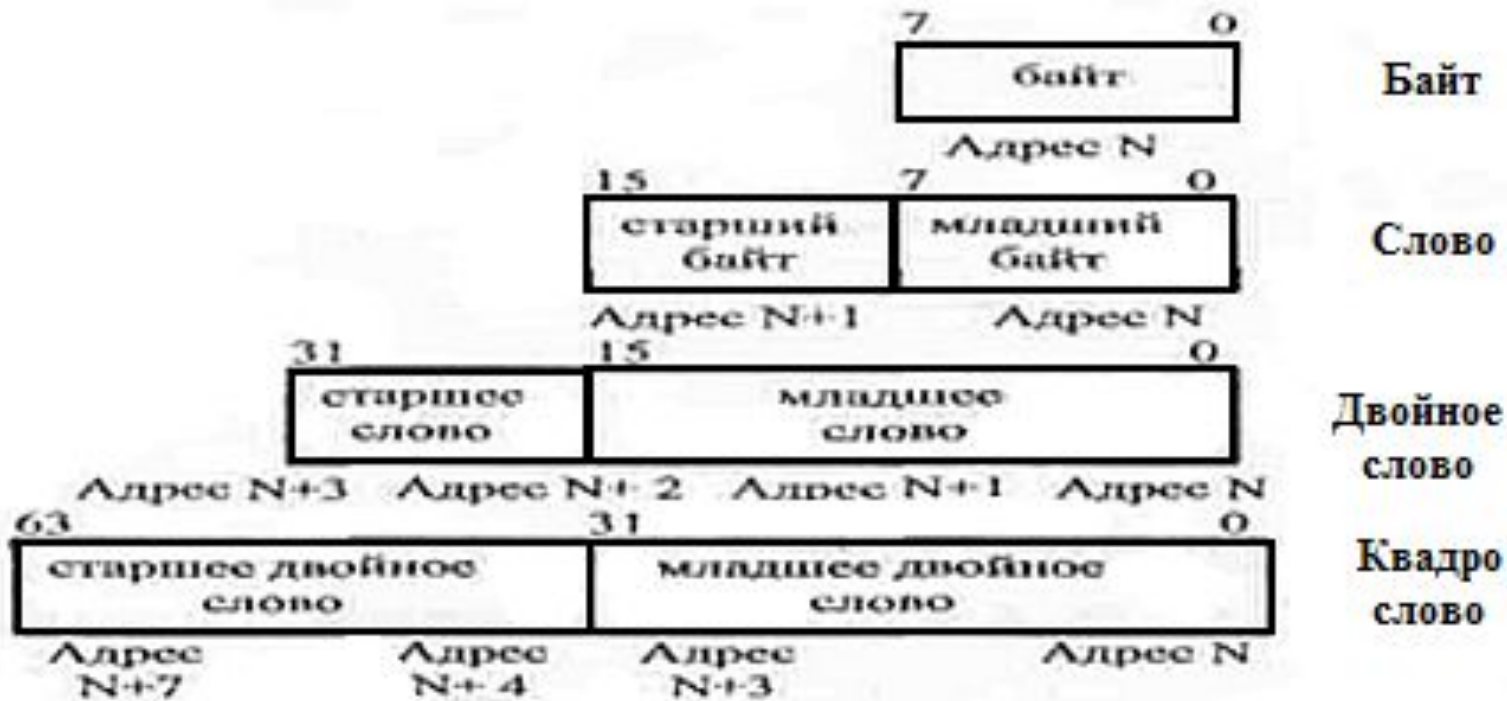 7 0
байт
Байт
Адрес N
15 7 0
старший младший
байт байт
Слово
Адрес N+1 Адрес N
31 15 0
старшее младшее
слово слово
Двойное
слово
Адрес N+3 Адрес N+2 Адрес N+1 Адрес N
63 31 0
старшее двойное младшее двойное
слово слово
Квадро
слово
Адрес Адрес Адрес Адрес N
N+7 N+4 N+3